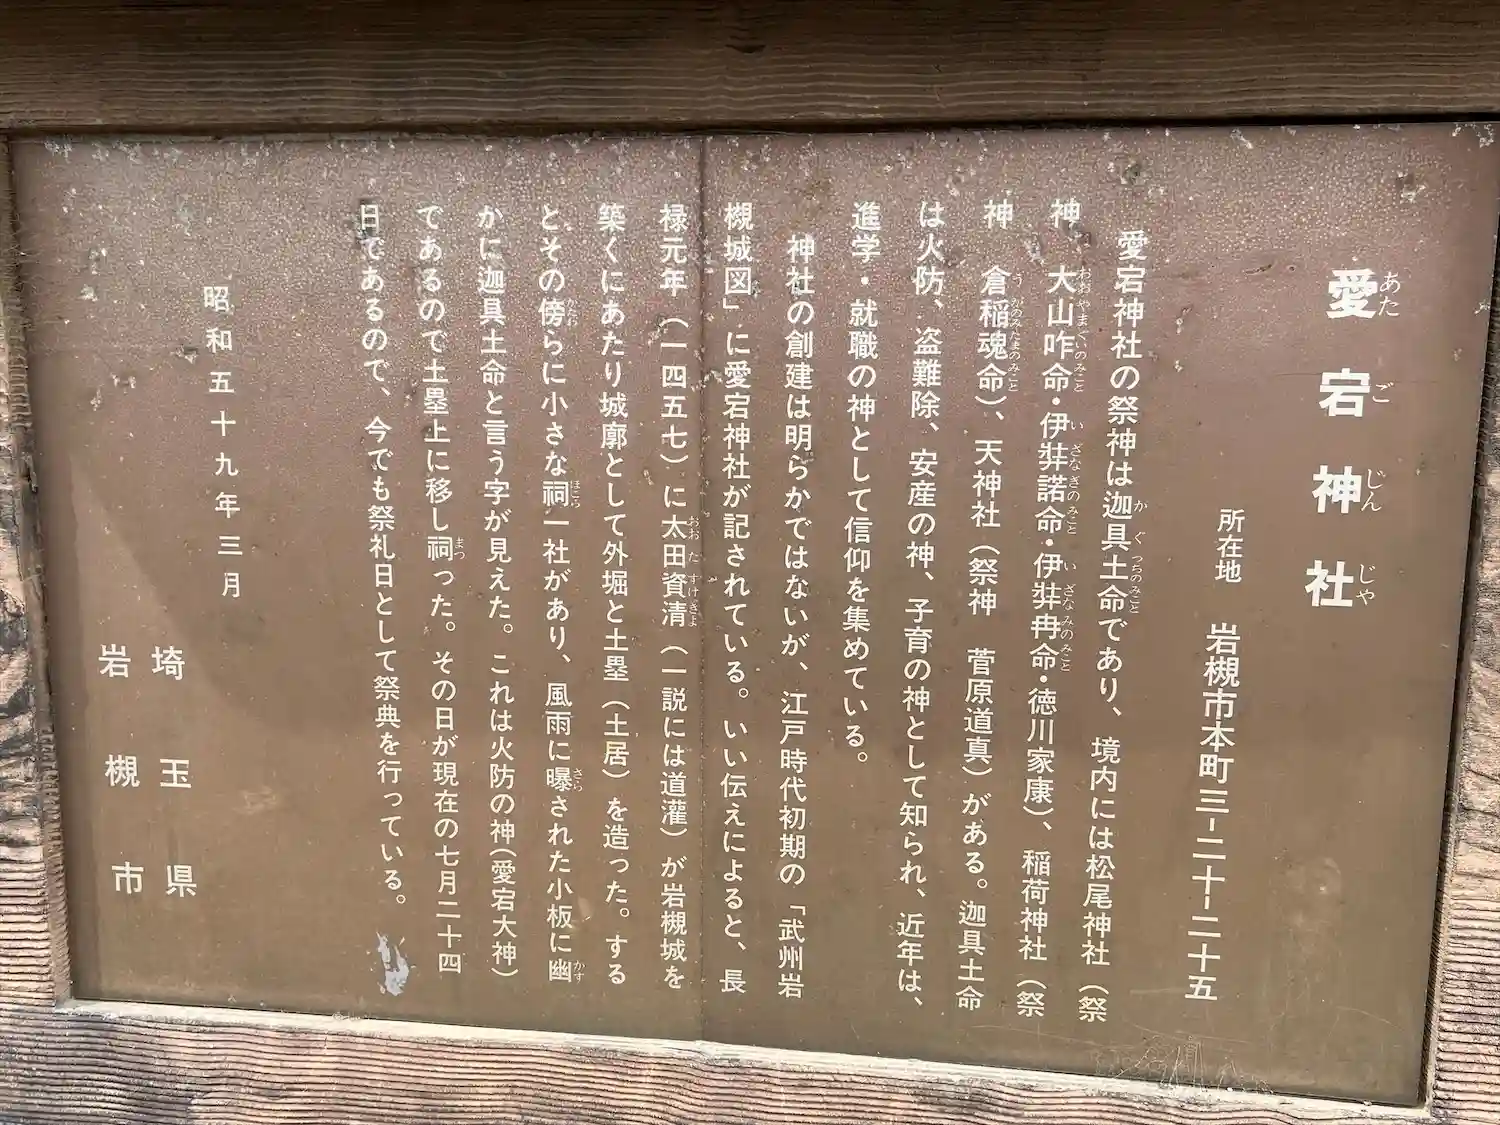 愛宕神社
所在地 岩槻市本町三-二十-二十五
愛宕神社の祭神は迦具土命であり、境内には松尾神社(祭
神 大山咋命・伊弉諾命・伊弉冉命・徳川家康)、稲荷神社(祭
神 倉稲魂命)、天神社(祭神 菅原道真)がある。迦具土命
は火防、盗難除、安産の神、子育の神として知られ、近年は、
進学・就職の神として信仰を集めている。
神社の創建は明らかではないが、江戸時代初期の「武州岩
槻城図」に愛宕神社が記されている。いい伝えによると、長
禄元年(一四五七)に太田資清(一説には道灌)が岩槻城を
築くにあたり城廓として外堀と土塁(土居)を造った。する
とその傍らに小さな祠一社があり、風雨に曝された小板に幽
かに迦具土命と言う字が見えた。これは火防の神(愛宕大神)
であるので土塁上に移し祠った。その日が現在の七月二十四
日であるので、今でも祭礼日として祭典を行っている。
昭和五十九年三月
埼玉県
岩槻市